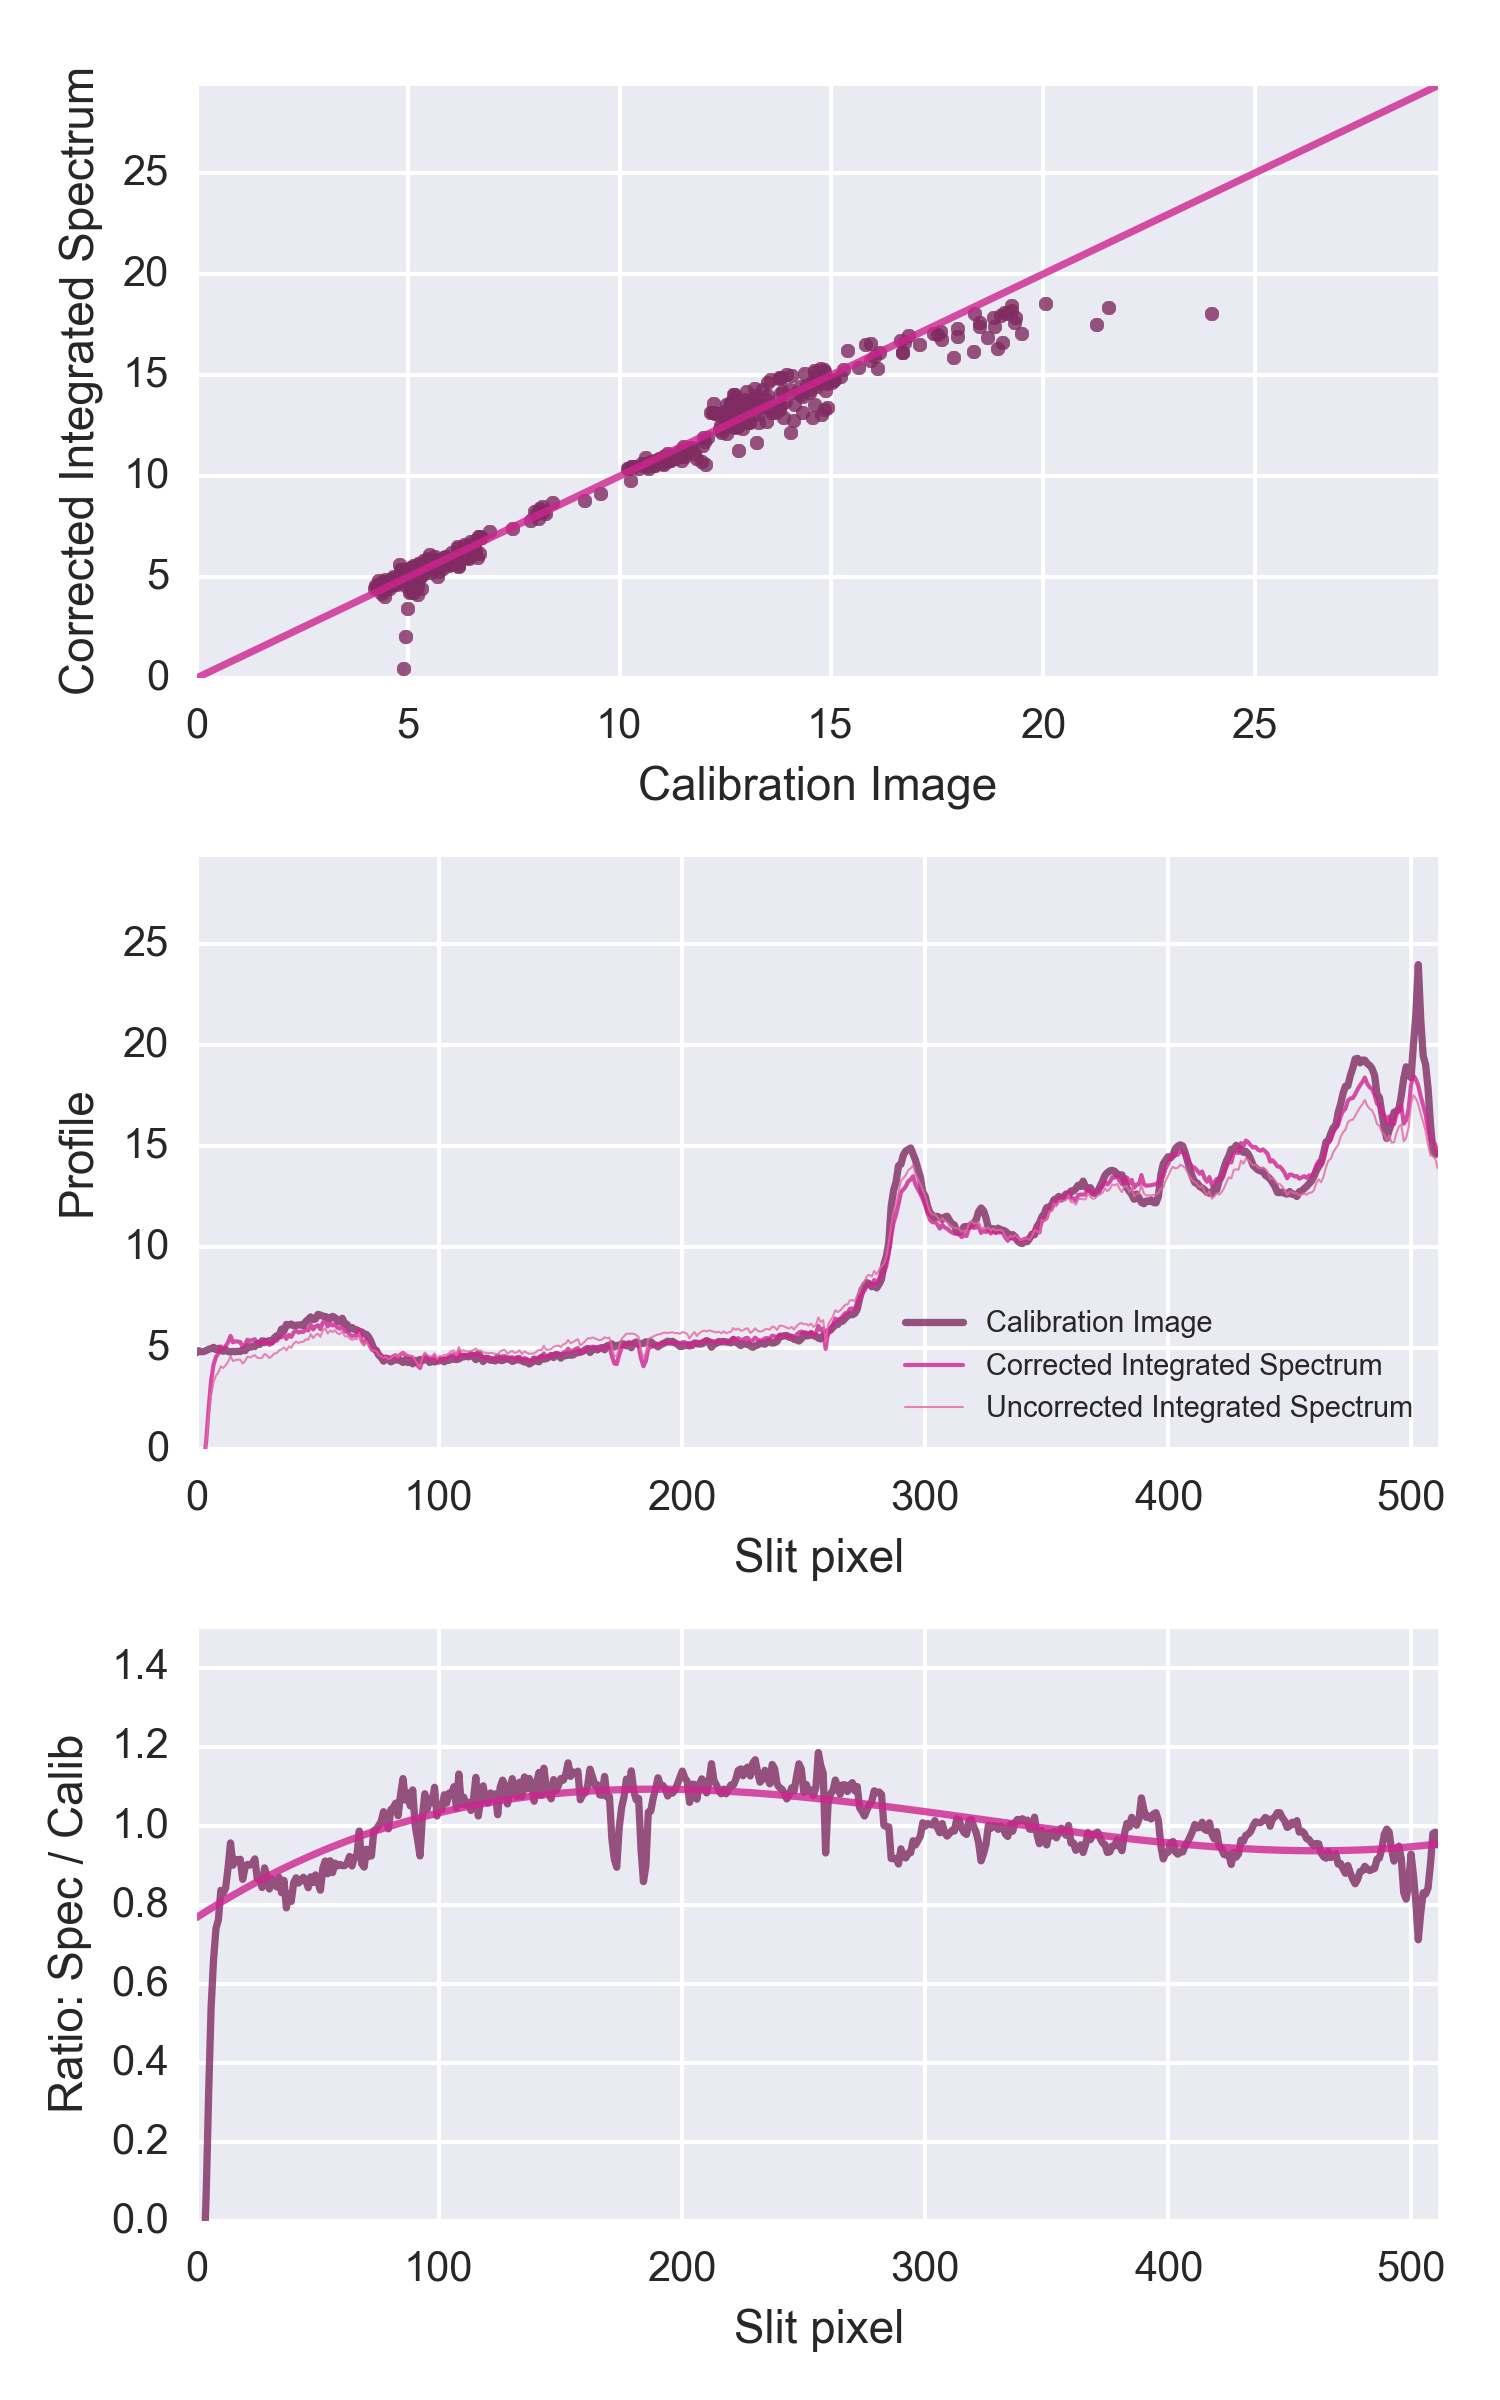 Corrected Integrated Spectrum
25
20
15
10
5
0
0 5 10 15 20 25
Calibration Image
Profile
25
20
15
10
5
0
Calibration Image
Corrected Integrated Spectrum
Uncorrected Integrated Spectrum
0 100 200 300 400 500
Slit pixel
Ratio: Spec / Calib
1.4
1.2
1.0
0.8
0.6
0.4
0.2
0.0
0 100 200 300 400 500
Slit pixel